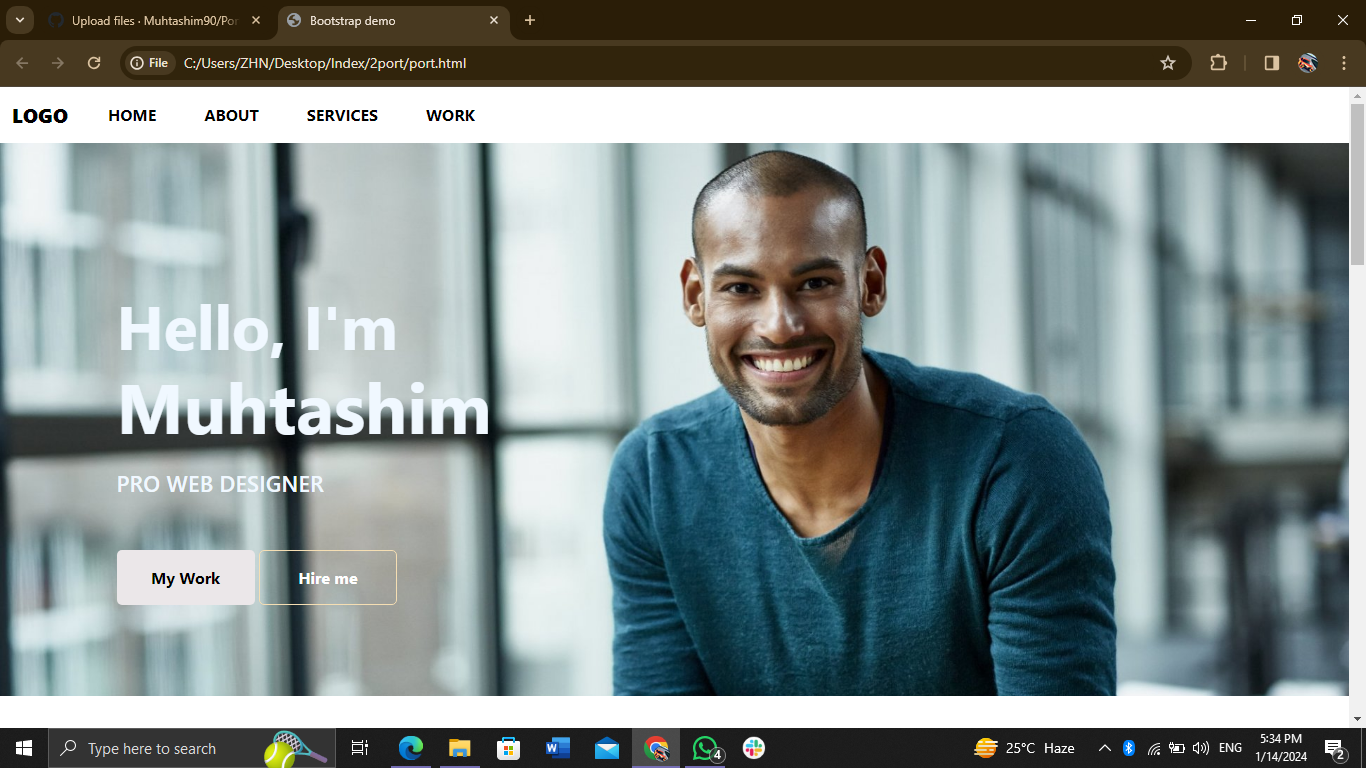 Upload files · Muhtashim90/Por
Bootstrap demo
File
C:/Users/ZHN/Desktop/Index/2port/port.html
LOGO HOME ABOUT SERVICES WORK
Hello, I'm
Muhtashim
PRO WEB DESIGNER
My Work Hire me
Type here to search
4
25°C Haze
ENG
5:34 PM
1/14/2024
2